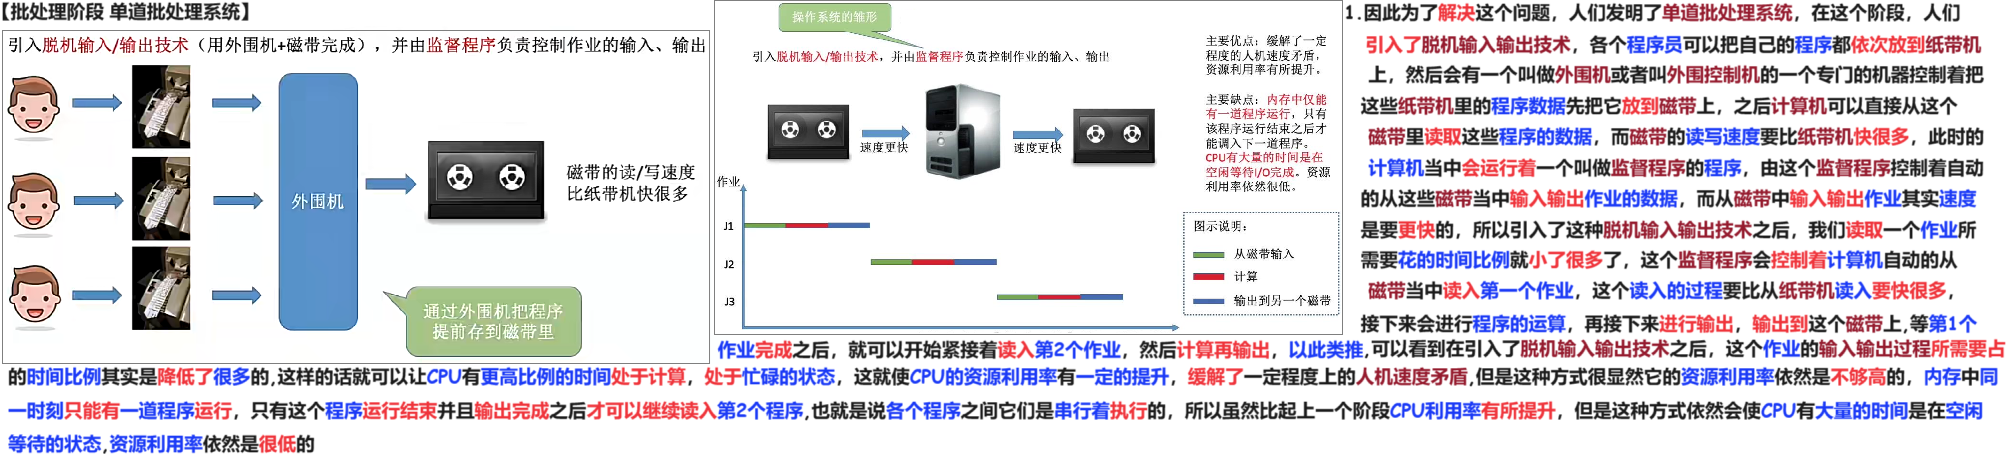 【批处理阶段 单道批处理系统】
引入脱机输入/输出技术（用外围机+磁带完成），并由监督程序负责控制作业的输入、输出
外围机
磁带的读/写速度
比纸带机快很多
通过外围机把程序
提前存到磁带里
操作系统的雏形
引入脱机输入/输出技术，并由监督程序负责控制作业的输入、输出
速度更快
速度更快
主要优点：缓解了一定
程度的人机速度矛盾，
资源利用率有所提升。
主要缺点：内存中仅能
有一道程序运行，只有
该程序运行结束之后才
能调入下一道程序。
CPU有大量的时间是在
空闲等待I/O完成。资源
利用率依然很低。
作业
J1
J2
J3
图示说明：
从磁带输入
计算
输出到另一个磁带
1.因此为了解决这个问题，人们发明了单道批处理系统，在这个阶段，人们
引入了脱机输入输出技术，各个程序员可以把自己的程序都依次放到纸带机
上，然后会有一个叫做外围机或者叫外围控制机的一个专门的机器控制着把
这些纸带机里的程序数据先把它放到磁带上，之后计算机可以直接从这个
磁带里读取这些程序的数据，而磁带的读写速度要比纸带机快很多，此时的
计算机当中会运行着一个叫做监督程序的程序，由这个监督程序控制着自动
的从这些磁带当中输入输出作业的数据，而从磁带中输入输出作业其实速度
是要更快的，所以引入了这种脱机输入输出技术之后，我们读取一个作业所
需要花的时间比例就小了很多了，这个监督程序会控制着计算机自动的从
磁带当中读入第一个作业，这个读入的过程要比从纸带机读入要快很多，
接下来会进行程序的运算，再接下来进行输出，输出到这个磁带上,等第1个
作业完成之后，就可以开始紧接着读入第2个作业，然后计算再输出，以此类推,可以看到在引入了脱机输入输出技术之后，这个作业的输入输出过程所需要占
的时间比例其实是降低了很多的,这样的话就可以让CPU有更高比例的时间处于计算，处于忙碌的状态，这就使CPU的资源利用率有一定的提升，缓解了一定程度上的人机速度矛盾,但是这种方式很显然它的资源利用率依然是不够高的，内存中同
一时刻只能有一道程序运行，只有这个程序运行结束并且输出完成之后才可以继续读入第2个程序,也就是说各个程序之间它们是串行着执行的，所以虽然比起上一个阶段CPU利用率有所提升，但是这种方式依然会使CPU有大量的时间是在空闲
等待的状态,资源利用率依然是很低的